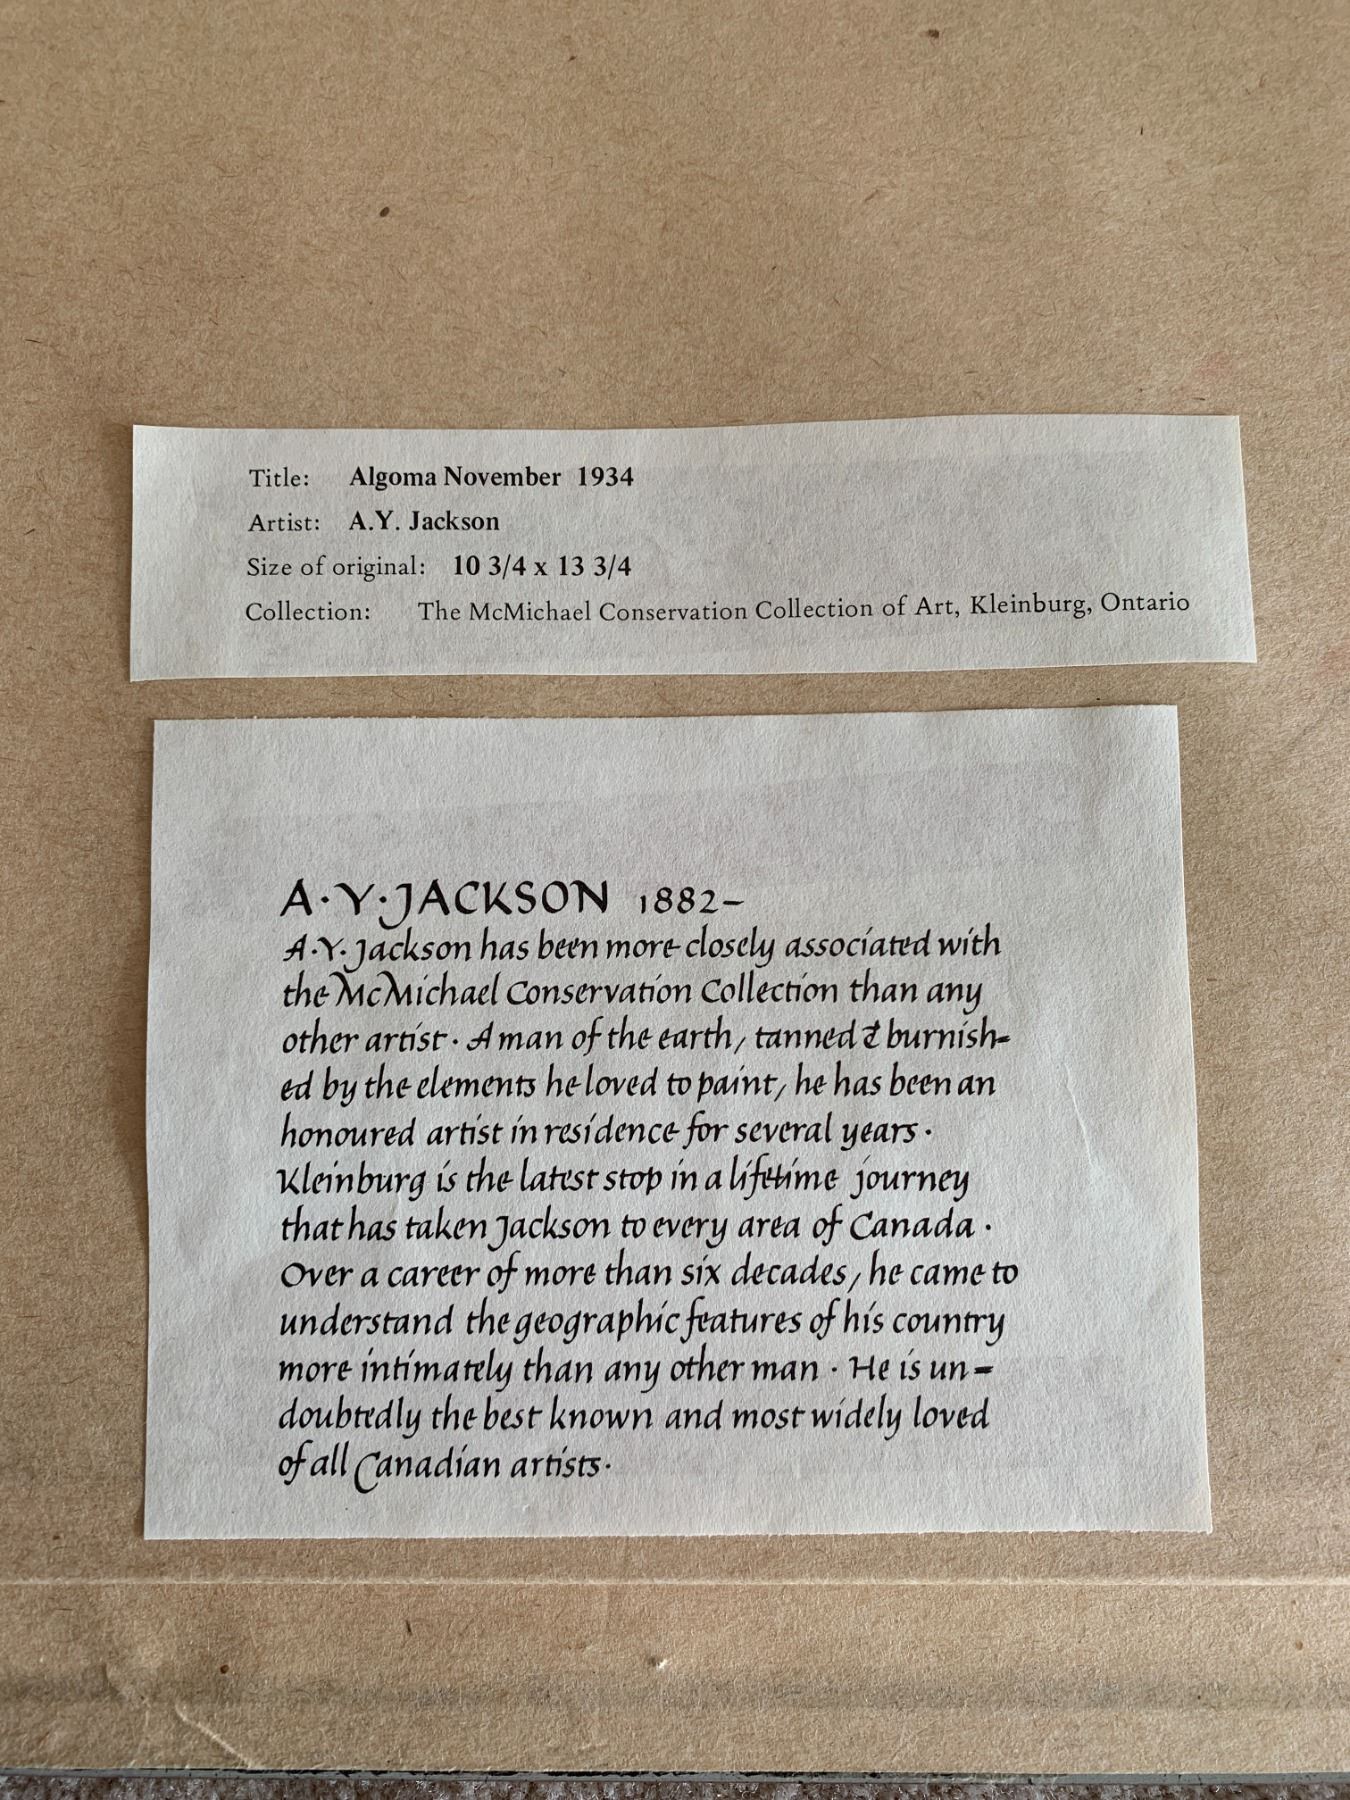 Title: Algoma November 1934
Artist: A.Y. Jackson
Size of original: 10 3/4 x 13 3/4
Collection: The McMichael Conservation Collection of Art, Kleinburg, Ontario
A·Y·JACKSON 1882–
A·Y·Jackson has been more closely associated with
the McMichael Conservation Collection than any
other artist· A man of the earth, tanned & burnish=
ed by the elements he loved to paint, he has been an
honoured artist in residence for several years·
Kleinburg is the latest stop in a lifetime journey
that has taken Jackson to every area of Canada·
Over a career of more than six decades, he came to
understand the geographic features of his country
more intimately than any other man· He is un=
doubtedly the best known and most widely loved
of all Canadian artists·